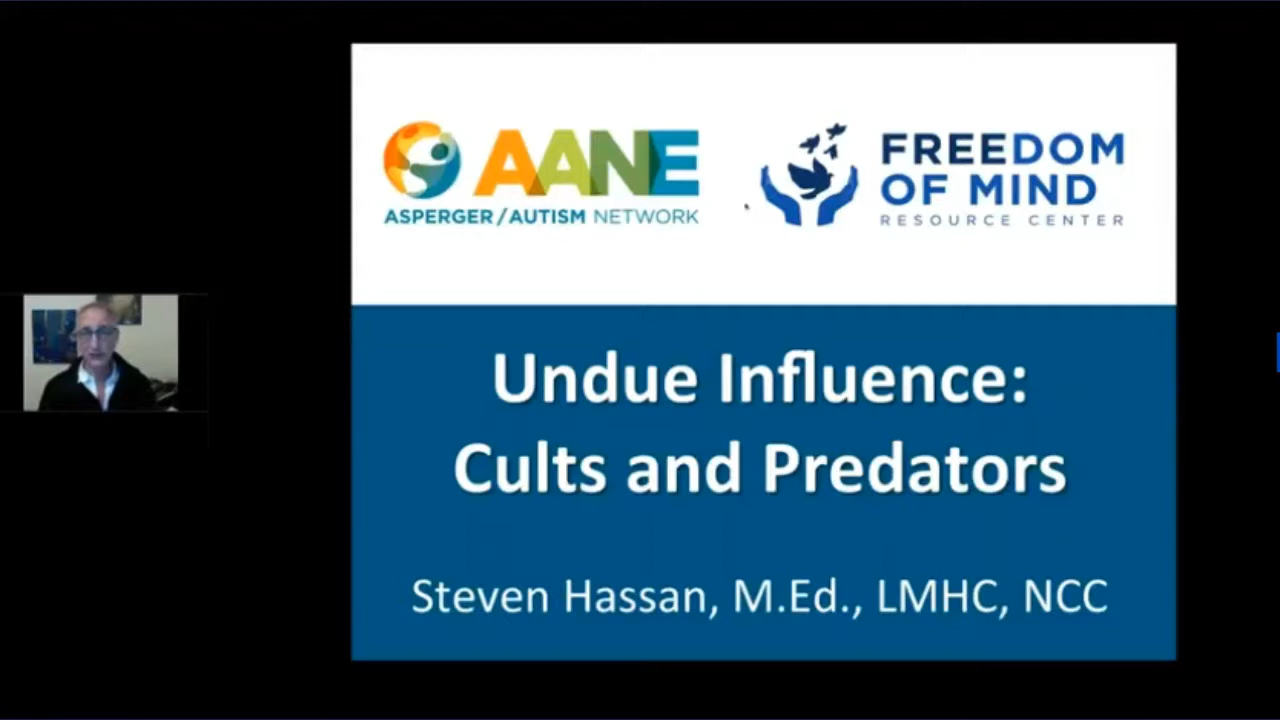 AANE
ASPERGER/AUTISM NETWORK
FREEDOM
OF MIND
RESOURCE CENTER
Undue Influence:
Cults and Predators
Steven Hassan, M.Ed., LMHC, NCC